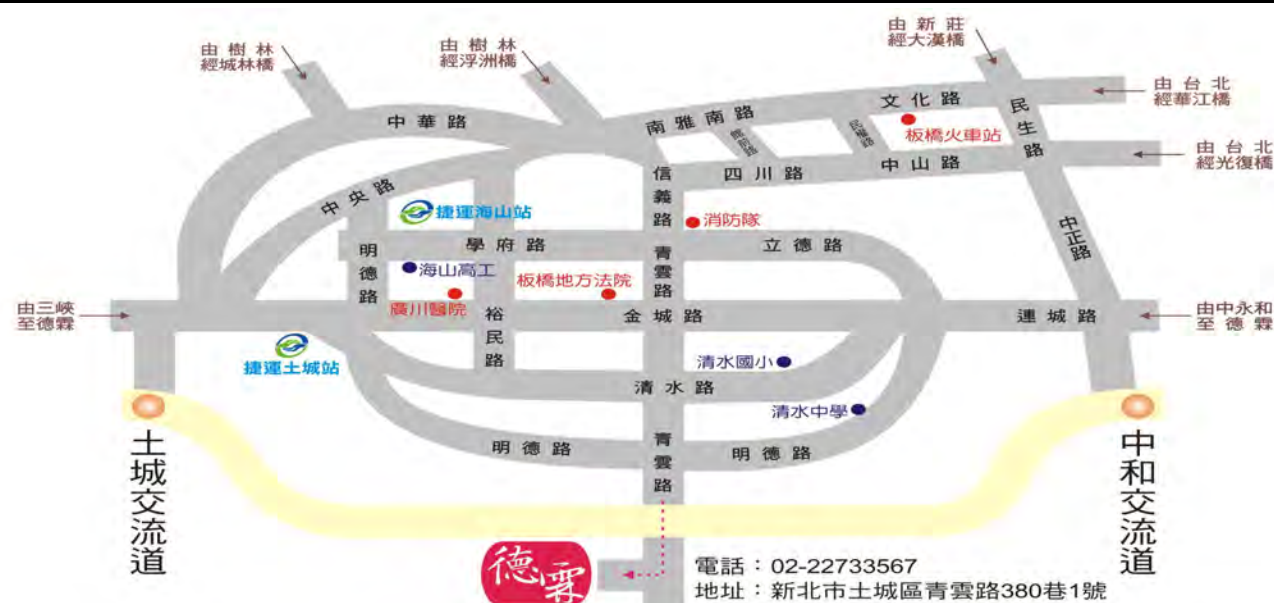 由新莊
經大漢橋
由樹林
經城林橋
由樹林
經浮洲橋
由台北
經華江橋
文化路
南雅南路
中華路
民生路
館前路
民權路
板橋火車站
由台北
經光復橋
中山路
四川路
信義路
中央路
捷運海山站
消防隊
中正路
明德路
學府路
青雲路
立德路
海山高工
板橋地方法院
廣川醫院
由三峽
至德霖
裕民路
金城路
連城路
由中永和
至德霖
捷運土城站
清水國小
清水路
清水中學
土城交流道
明德路
青雲路
明德路
中和交流道
德霖
電話：02-22733567
地址：新北市土城區青雲路380巷1號